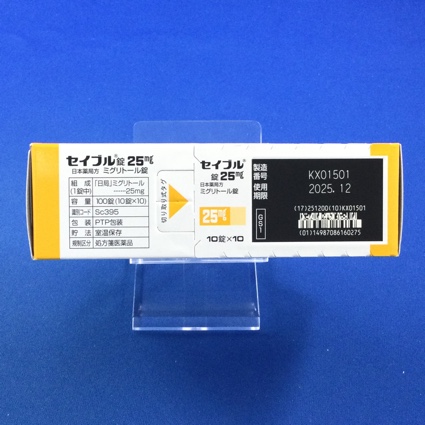 セイブル®錠25mg
日本薬局方 ミグリトール錠
組成(1錠中) 「日局」ミグリトール ……25mg
容量 100錠(10錠×10)
薬剤コード Sc395
包装 PTP包装
貯法 室温保存
規制区分 処方箋医薬品
切り取り式タグ
セイブル®
錠25mg
日本薬局方
ミグリトール錠
25mg
10錠×10
製造番号 KX01501
使用期限 2025.12
GS1
(17)251200(10)KX01501
(01)14987086160275